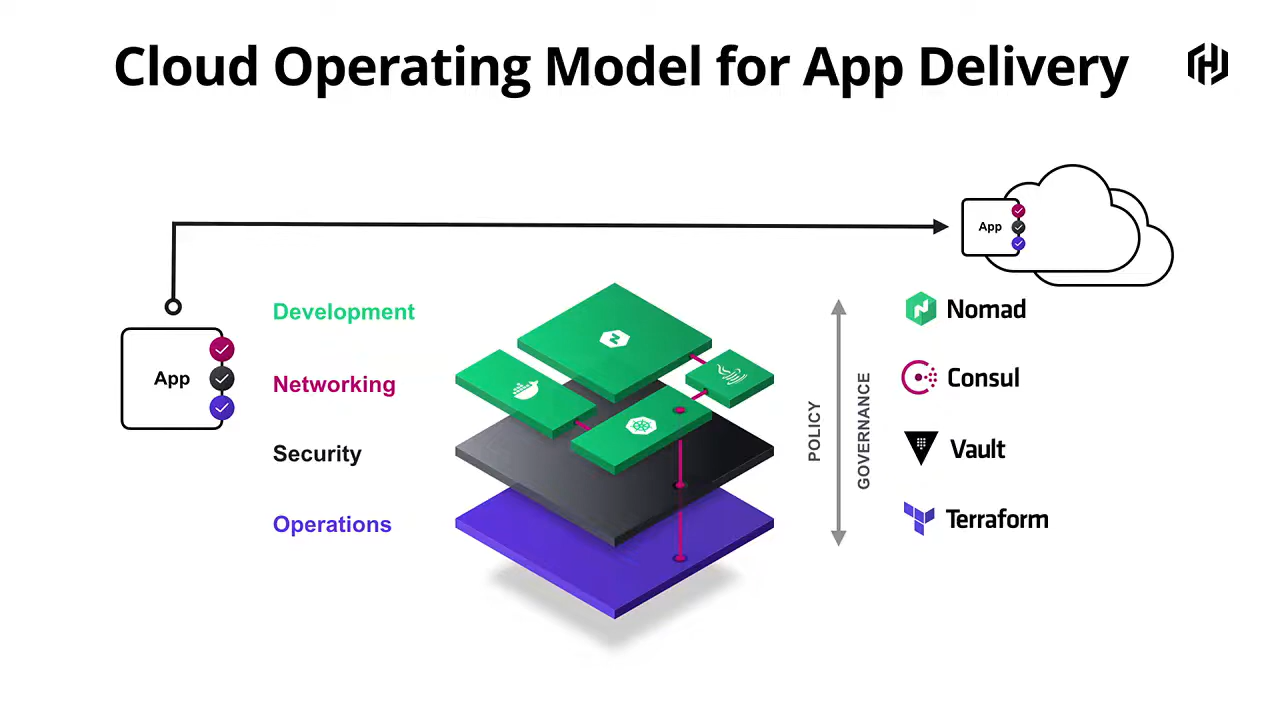 Cloud Operating Model for App Delivery
App
App
Development
Networking
Security
Operations
POLICY
GOVERNANCE
Nomad
Consul
Vault
Terraform